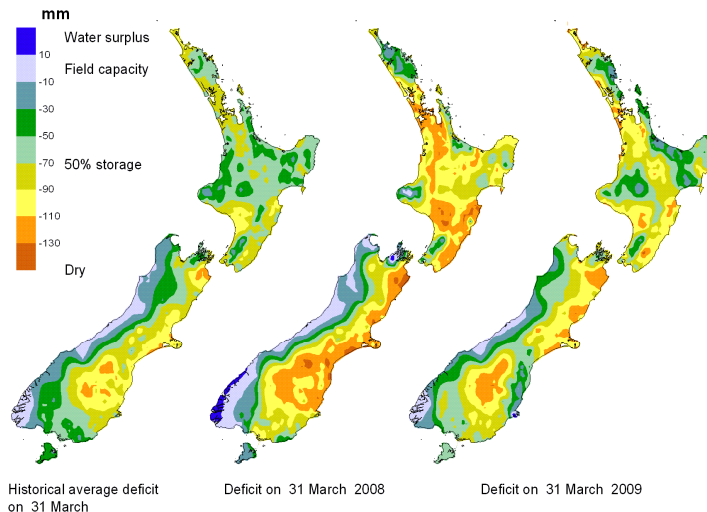 mm
Water surplus
10
Field capacity
-10
-30
-50
50% storage
-70
-90
-110
-130
Dry
Historical average deficit
on 31 March
Deficit on 31 March 2008
Deficit on 31 March 2009